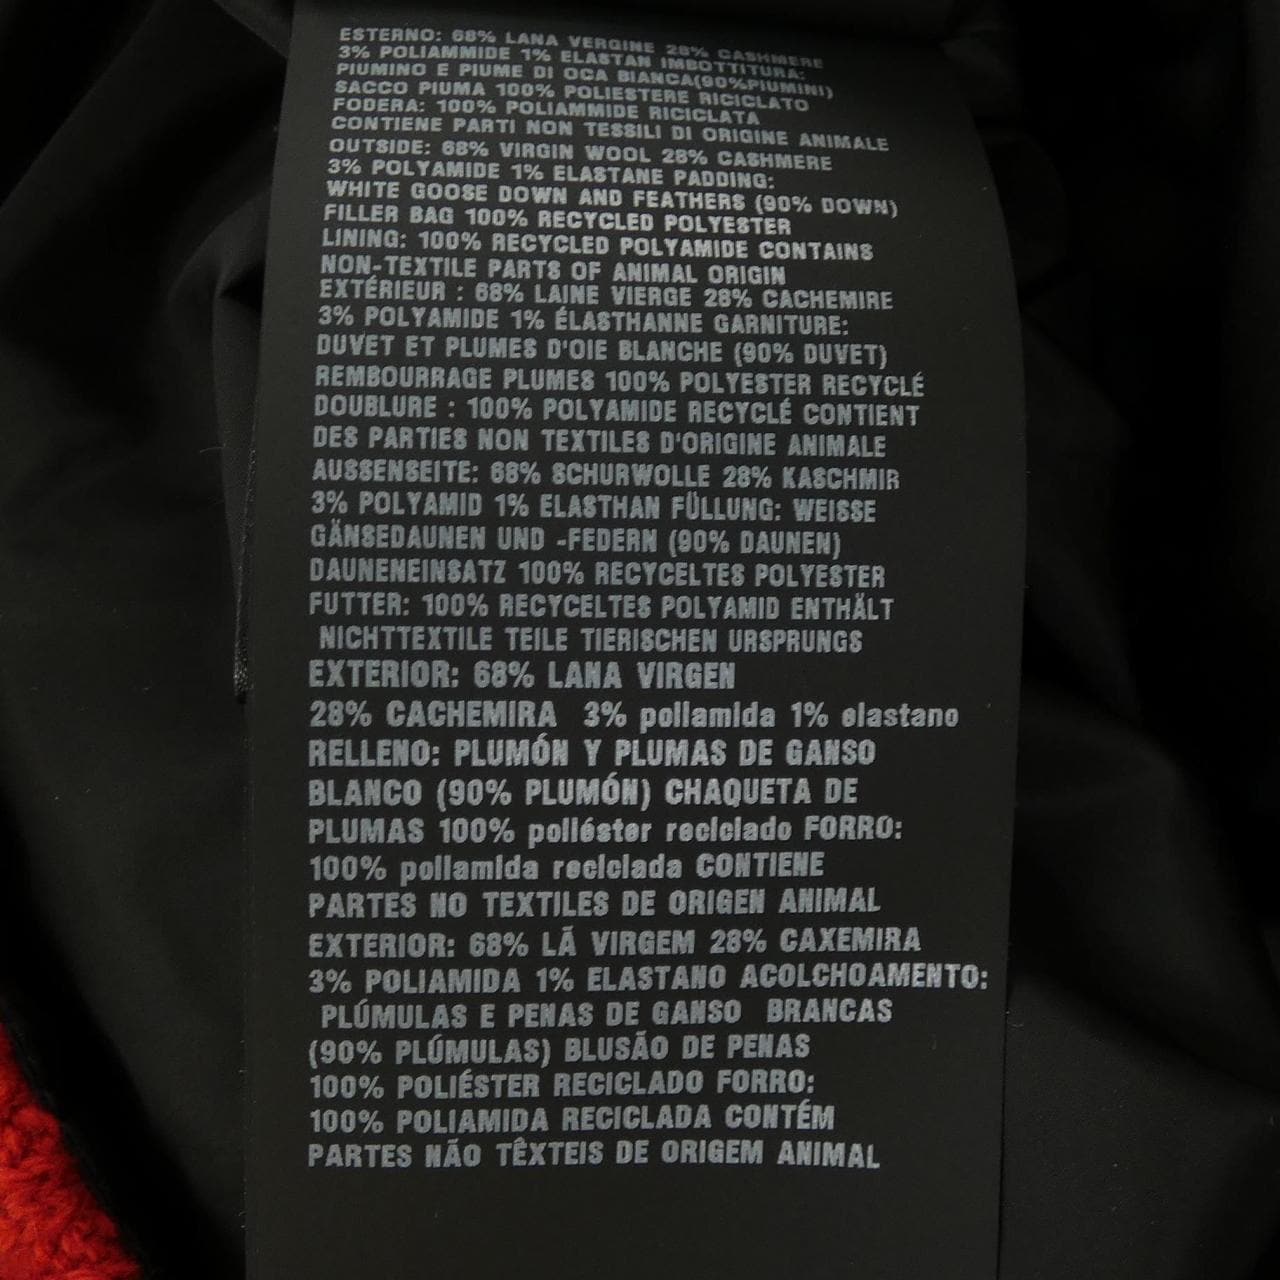 ESTERNO: 68% LANA VERGINE 28% CASHMERE
3% POLIAMMIDE 1% ELASTAN IMBOTTITURA:
PIUMINO E PIUME DI OCA BIANCA(90%PIUMINI)
SACCO PIUMA 100% POLIESTERE RICICLATO
FODERA: 100% POLIAMMIDE RICICLATA
CONTIENE PARTI NON TESSILI DI ORIGINE ANIMALE
OUTSIDE: 68% VIRGIN WOOL 28% CASHMERE
3% POLYAMIDE 1% ELASTANE PADDING:
WHITE GOOSE DOWN AND FEATHERS (90% DOWN)
FILLER BAG 100% RECYCLED POLYESTER
LINING: 100% RECYCLED POLYAMIDE CONTAINS
NON-TEXTILE PARTS OF ANIMAL ORIGIN
EXTÉRIEUR : 68% LAINE VIERGE 28% CACHEMIRE
3% POLYAMIDE 1% ÉLASTHANNE GARNITURE:
DUVET ET PLUMES D'OIE BLANCHE (90% DUVET)
REMBOURRAGE PLUMES 100% POLYESTER RECYCLÉ
DOUBLURE : 100% POLYAMIDE RECYCLÉ CONTIENT
DES PARTIES NON TEXTILES D'ORIGINE ANIMALE
AUSSENSEITE: 68% SCHURWOLLE 28% KASCHMIR
3% POLYAMID 1% ELASTHAN FÜLLUNG: WEISSE
GÄNSEDAUNEN UND -FEDERN (90% DAUNEN)
DAUNENEINSATZ 100% RECYCELTES POLYESTER
FUTTER: 100% RECYCELTES POLYAMID ENTHÄLT
NICHTTEXTILE TEILE TIERISCHEN URSPRUNGS
EXTERIOR: 68% LANA VIRGEN
28% CACHEMIRA 3% poliamida 1% elastano
RELLENO: PLUMÓN Y PLUMAS DE GANSO
BLANCO (90% PLUMÓN) CHAQUETA DE
PLUMAS 100% poliéster reciclado FORRO:
100% poliamida reciclada CONTIENE
PARTES NO TEXTILES DE ORIGEN ANIMAL
EXTERIOR: 68% LÃ VIRGEM 28% CAXEMIRA
3% POLIAMIDA 1% ELASTANO ACOLCHOAMENTO:
PLÚMULAS E PENAS DE GANSO BRANCAS
(90% PLÚMULAS) BLUSÃO DE PENAS
100% POLIÉSTER RECICLADO FORRO:
100% POLIAMIDA RECICLADA CONTÉM
PARTES NÃO TÊXTEIS DE ORIGEM ANIMAL